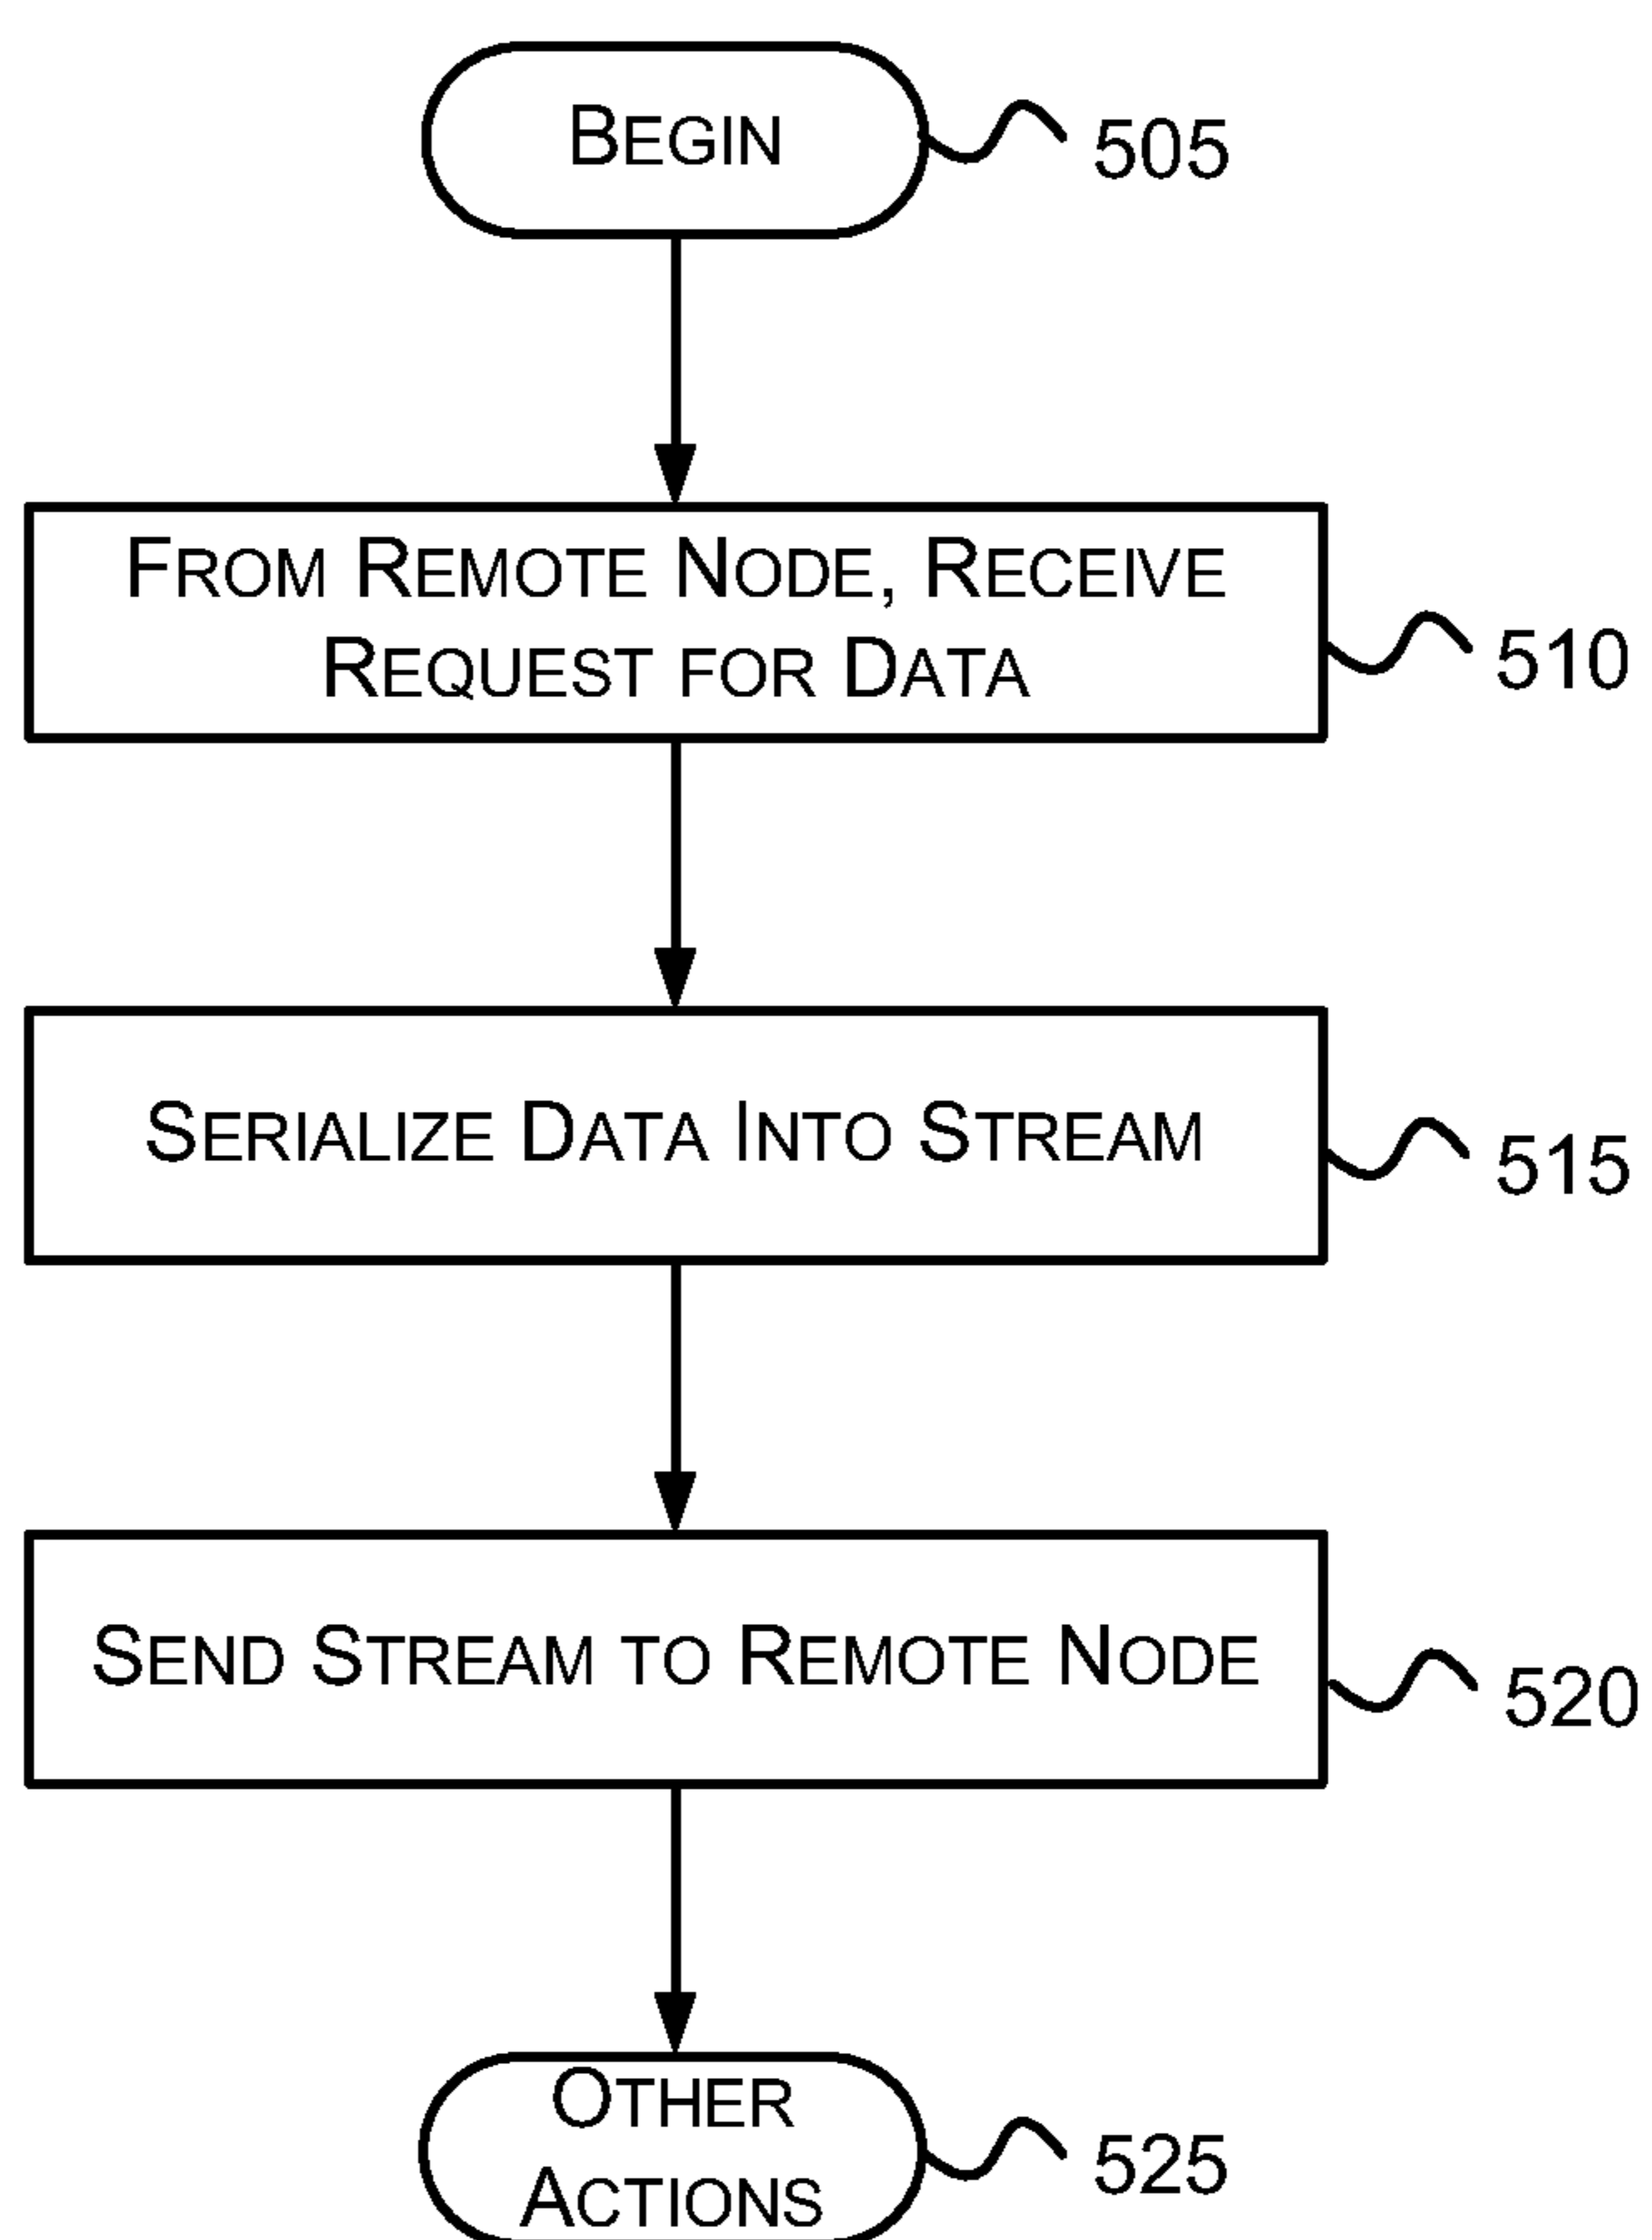 BEGIN
505
FROM REMOTE NODE, RECEIVE
REQUEST FOR DATA
510
SERIALIZE DATA INTO STREAM
515
SEND STREAM TO REMOTE NODE
520
OTHER
ACTIONS
525